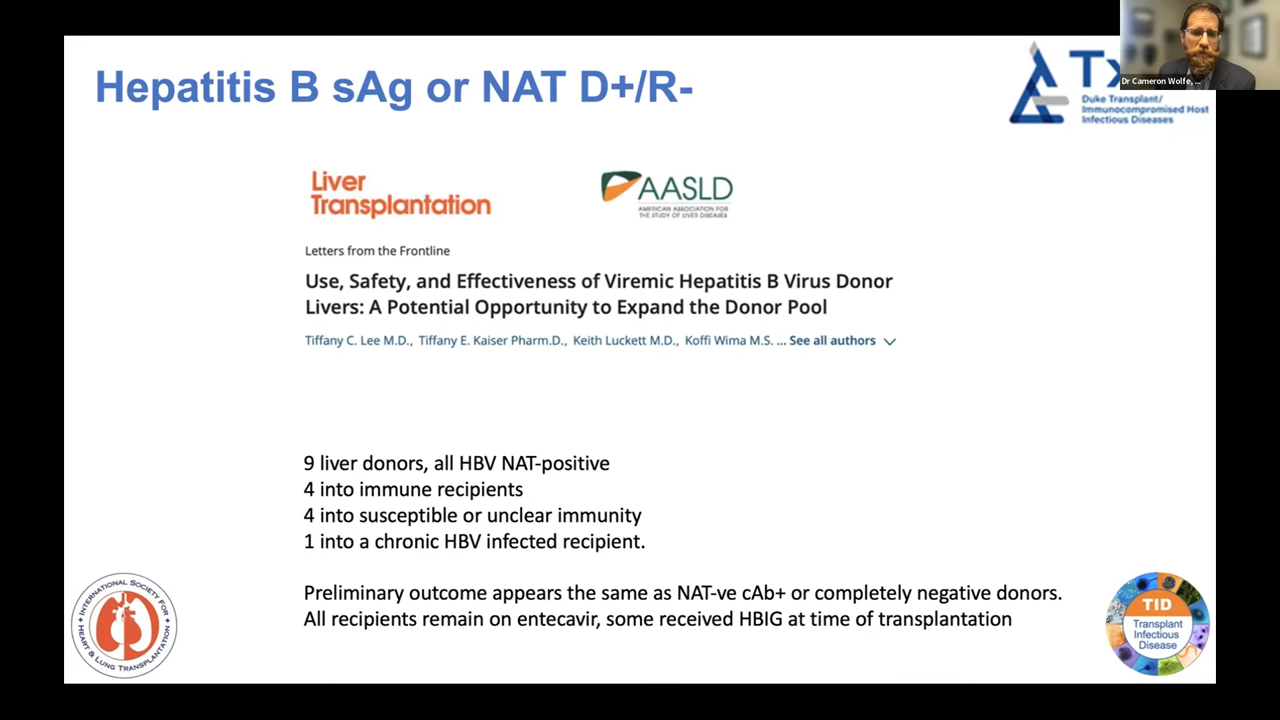 Hepatitis B sAg or NAT D+/R-
Dr Cameron Wolfe, ...
Tx
Duke Transplant/
Immunocompromised Host
Infectious Diseases
Liver
Transplantation
AASLD
AMERICAN ASSOCIATION FOR
THE STUDY OF LIVER DISEASES
Letters from the Frontline
Use, Safety, and Effectiveness of Viremic Hepatitis B Virus Donor
Livers: A Potential Opportunity to Expand the Donor Pool
Tiffany C. Lee M.D., Tiffany E. Kaiser Pharm.D., Keith Luckett M.D., Koffi Wima M.S. ... See all authors
9 liver donors, all HBV NAT-positive
4 into immune recipients
4 into susceptible or unclear immunity
1 into a chronic HBV infected recipient.
Preliminary outcome appears the same as NAT-ve cAb+ or completely negative donors.
All recipients remain on entecavir, some received HBIG at time of transplantation
INTERNATIONAL SOCIETY FOR
HEART & LUNG TRANSPLANTATION
TID
Transplant
Infectious
Disease